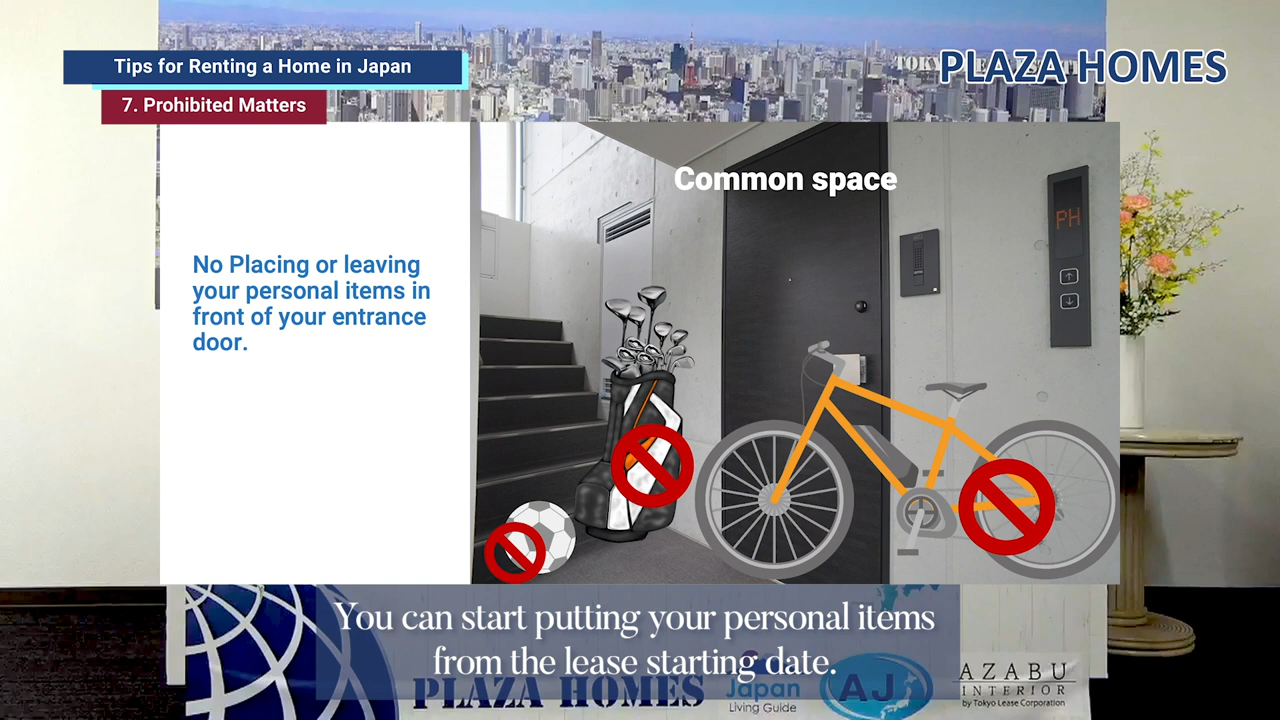 Tips for Renting a Home in Japan
7. Prohibited Matters
PLAZA HOMES
Common space
PH
No Placing or leaving
your personal items in
front of your entrance
door.
You can start putting your personal items
from the lease starting date.
PLAZA HOMES
Japan
Living Guide
AJ
AZABU
INTERIOR
by Tokyo Lease Corporation